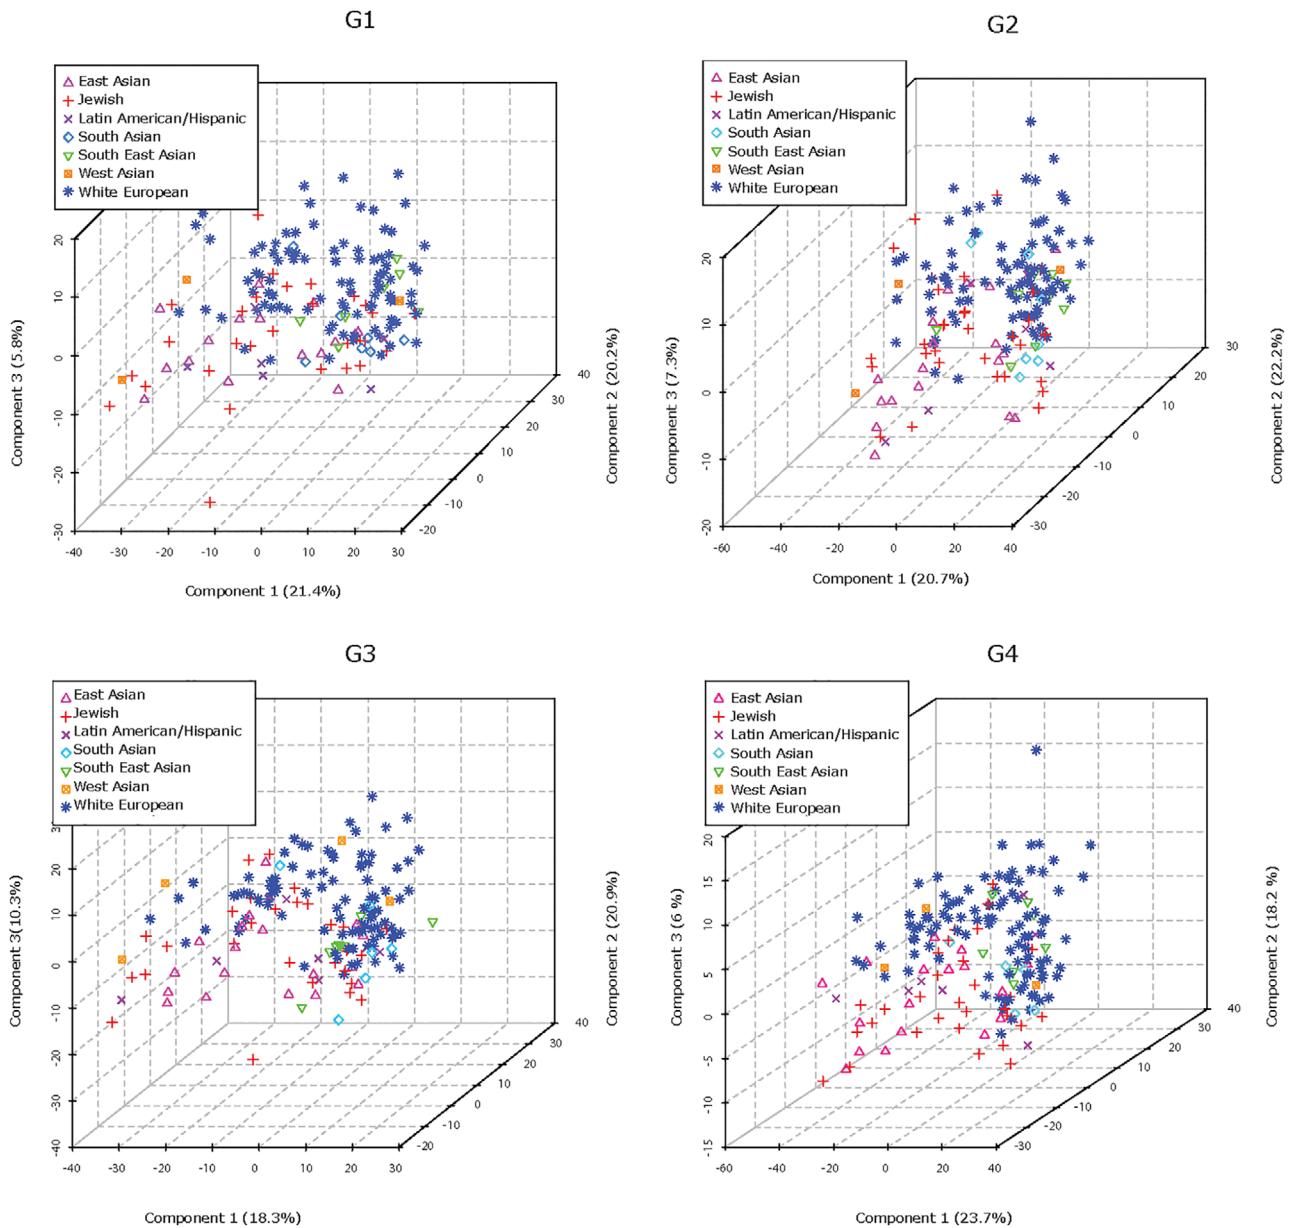 G1
East Asian
Jewish
Latin American/Hispanic
South Asian
South East Asian
West Asian
White European
20
10
0
-10
-20
-30
Component 3 (5.8%)
-40
-30
-20
-10
0
10
20
30
Component 1 (21.4%)
-20
-10
0
10
20
30
40
Component 2 (20.2%)
G2
East Asian
Jewish
Latin American/Hispanic
South Asian
South East Asian
West Asian
White European
20
10
0
-10
-20
Component 3 (7.3%)
-60
-40
-20
0
20
40
Component 1 (20.7%)
-30
-20
-10
0
10
20
30
Component 2 (22.2%)
G3
East Asian
Jewish
Latin American/Hispanic
South Asian
South East Asian
West Asian
White European
20
10
0
-10
-20
-30
-40
Component 3(10.3%)
-40
-30
-20
-10
0
10
20
30
Component 1 (18.3%)
-20
-10
0
10
30
40
Component 2 (20.9%)
G4
East Asian
Jewish
Latin American/Hispanic
South Asian
South East Asian
West Asian
White European
20
15
10
5
0
-5
-10
-15
Component 3 (6 %)
-60
-40
-20
0
20
40
Component 1 (23.7%)
-30
-20
-10
0
10
20
30
40
Component 2 (18.2 %)